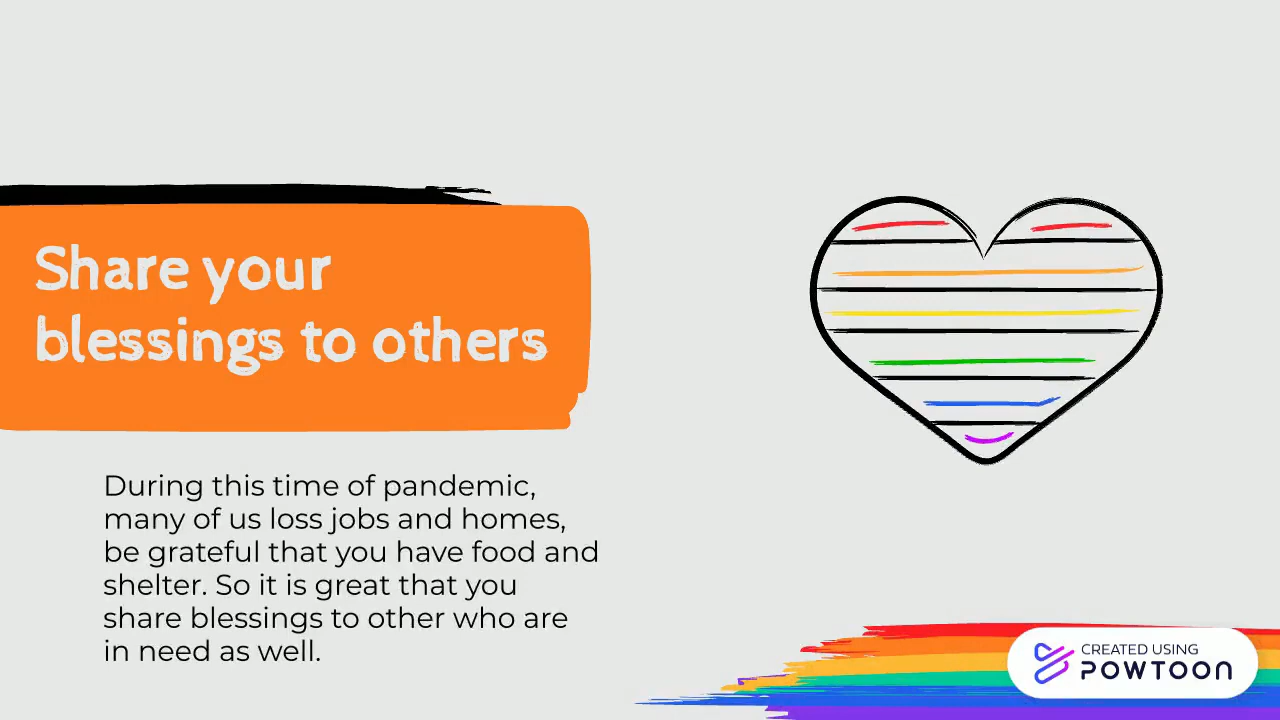 Share your
blessings to others
During this time of pandemic,
many of us loss jobs and homes,
be grateful that you have food and
shelter. So it is great that you
share blessings to other who are
in need as well.
CREATED USING
POWTOON